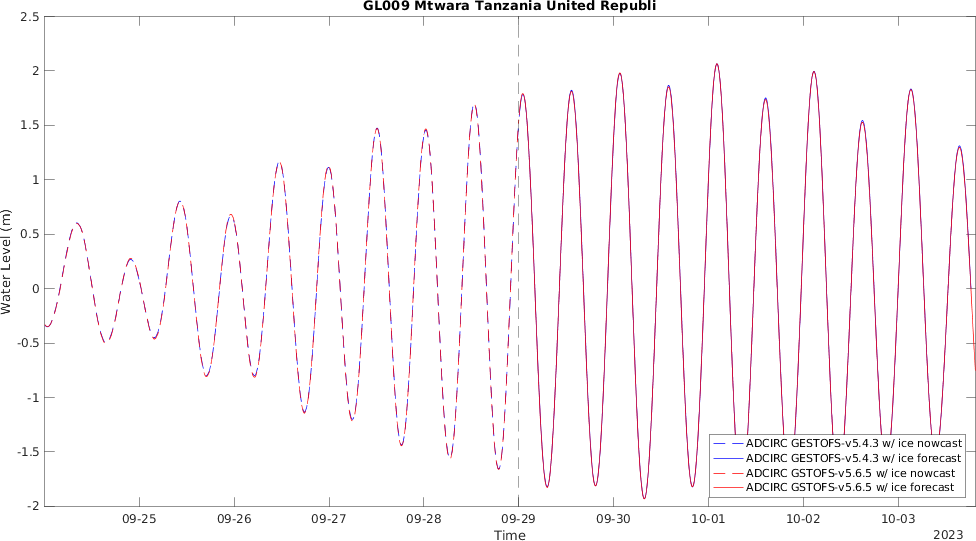 GL009 Mtwara Tanzania United Republi
2.5
2
1.5
1
0.5
0
-0.5
-1
-1.5
-2
Water Level (m)
ADCIRC GESTOFS-v5.4.3 w/ ice nowcast
ADCIRC GESTOFS-v5.4.3 w/ ice forecast
ADCIRC GSTOFS-v5.6.5 w/ ice nowcast
ADCIRC GSTOFS-v5.6.5 w/ ice forecast
09-25 09-26 09-27 09-28 09-29 09-30 10-01 10-02 10-03
Time
2023